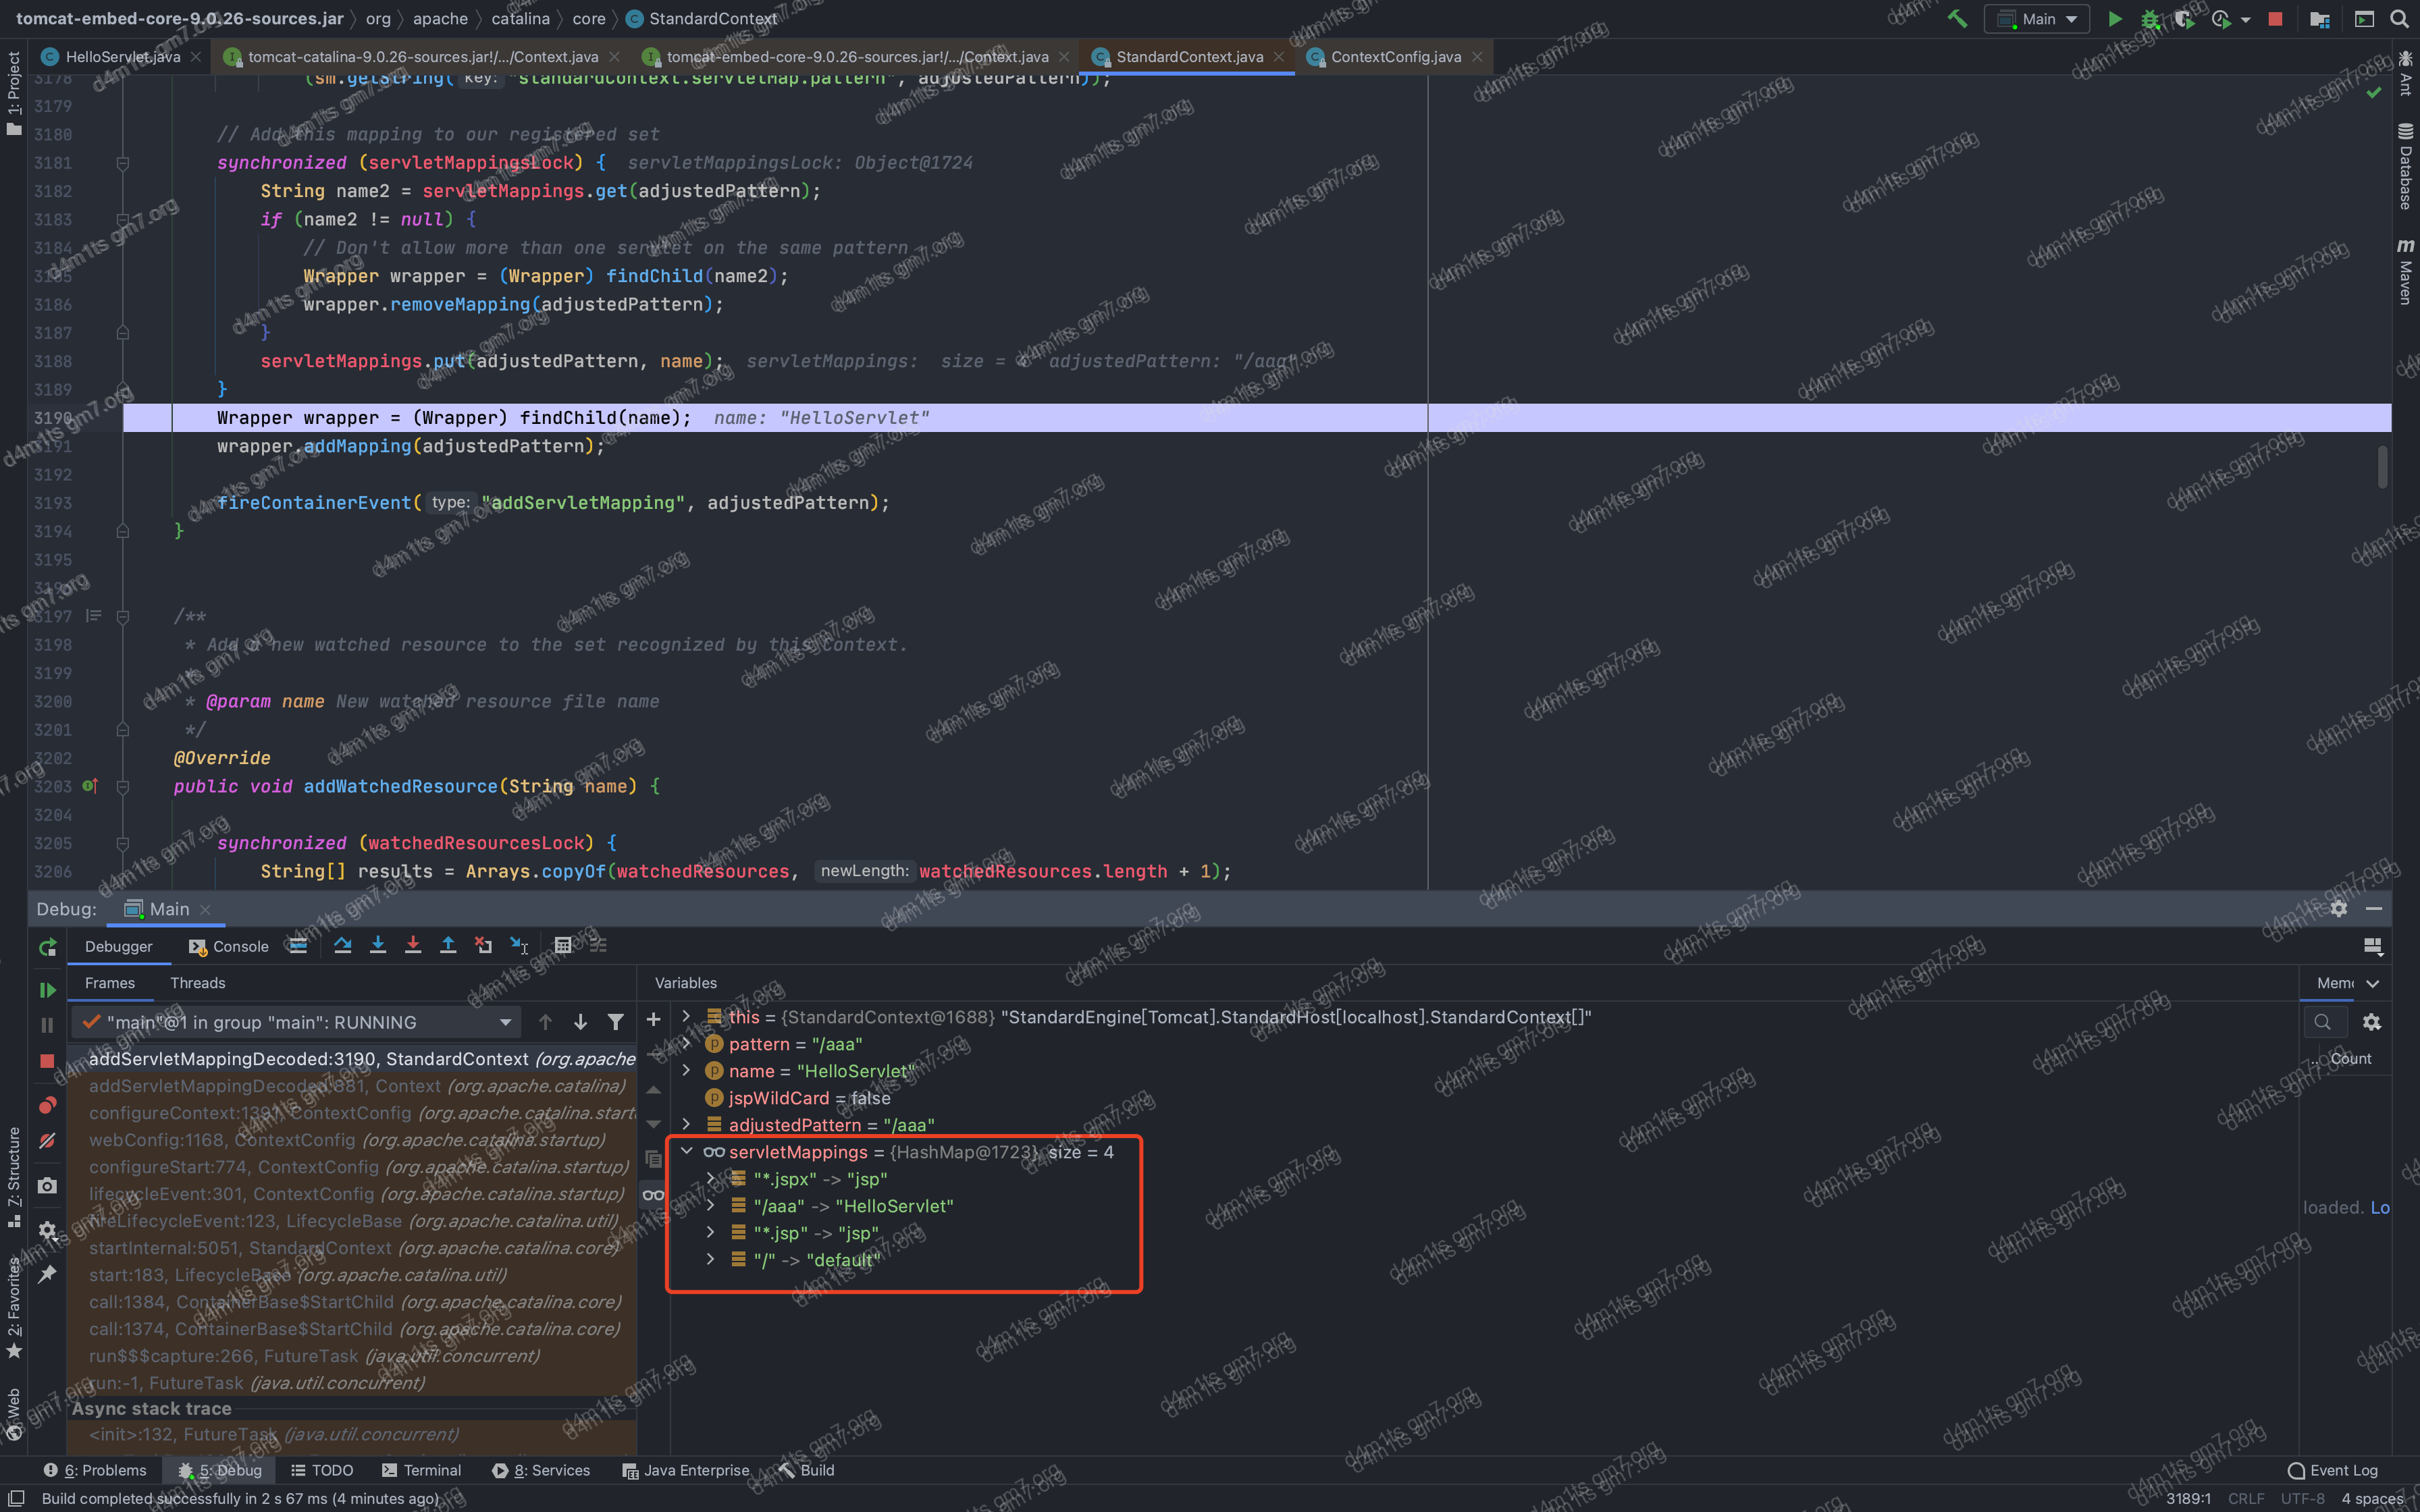 tomcat-embed-core-9.0.26-sources.jar 〉 org 〉 apache 〉 catalina 〉 core 〉 StandardContext
Main
HelloServlet.java
tomcat-catalina-9.0.26-sources.jar!/.../Context.java
tomcat-embed-core-9.0.26-sources.jar!/.../Context.java
StandardContext.java
ContextConfig.java
1: Project
Ant
Database
Maven
3178 (sm.getString( key: "standardContext.servletMap.pattern", adjustedPattern));
3179
3180 // Add this mapping to our registered set
3181 synchronized (servletMappingsLock) { servletMappingsLock: Object@1724
3182 String name2 = servletMappings.get(adjustedPattern);
3183 if (name2 != null) {
3184 // Don't allow more than one servlet on the same pattern
3185 Wrapper wrapper = (Wrapper) findChild(name2);
3186 wrapper.removeMapping(adjustedPattern);
3187 }
3188 servletMappings.put(adjustedPattern, name); servletMappings: size = 4 adjustedPattern: "/aaa"
3189 }
3190 Wrapper wrapper = (Wrapper) findChild(name); name: "HelloServlet"
3191 wrapper.addMapping(adjustedPattern);
3192
3193 fireContainerEvent( type: "addServletMapping", adjustedPattern);
3194 }
3195
3196
3197 /**
3198 * Add a new watched resource to the set recognized by this Context.
3199 *
3200 * @param name New watched resource file name
3201 */
3202 @Override
3203 public void addWatchedResource(String name) {
3204
3205 synchronized (watchedResourcesLock) {
3206 String[] results = Arrays.copyOf(watchedResources, newLength: watchedResources.length + 1);
Debug: Main
Debugger Console
Frames Threads
Variables
Memo
"main"@1 in group "main": RUNNING
Count
addServletMappingDecoded:3190, StandardContext (org.apache
addServletMappingDecoded:881, Context (org.apache.catalina)
configureContext:1397, ContextConfig (org.apache.catalina.start
webConfig:1168, ContextConfig (org.apache.catalina.startup)
configureStart:774, ContextConfig (org.apache.catalina.startup)
lifecycleEvent:301, ContextConfig (org.apache.catalina.startup)
fireLifecycleEvent:123, LifecycleBase (org.apache.catalina.util)
startInternal:5051, StandardContext (org.apache.catalina.core)
start:183, LifecycleBase (org.apache.catalina.util)
call:1384, ContainerBase$StartChild (org.apache.catalina.core)
call:1374, ContainerBase$StartChild (org.apache.catalina.core)
run$$$capture:266, FutureTask (java.util.concurrent)
run:-1, FutureTask (java.util.concurrent)
Async stack trace
<init>:132, FutureTask (java.util.concurrent)
this = {StandardContext@1688} "StandardEngine[Tomcat].StandardHost[localhost].StandardContext[]"
pattern = "/aaa"
name = "HelloServlet"
jspWildCard = false
adjustedPattern = "/aaa"
servletMappings = {HashMap@1723} size = 4
"*.jspx" -> "jsp"
"/aaa" -> "HelloServlet"
"*.jsp" -> "jsp"
"/" -> "default"
loaded. Lo
Z: Structure
2: Favorites
Web
6: Problems
5: Debug
TODO
Terminal
8: Services
Java Enterprise
Build
Event Log
Build completed successfully in 2 s 67 ms (4 minutes ago)
3189:1 CRLF UTF-8 4 spaces
d4m1ts gm7.org